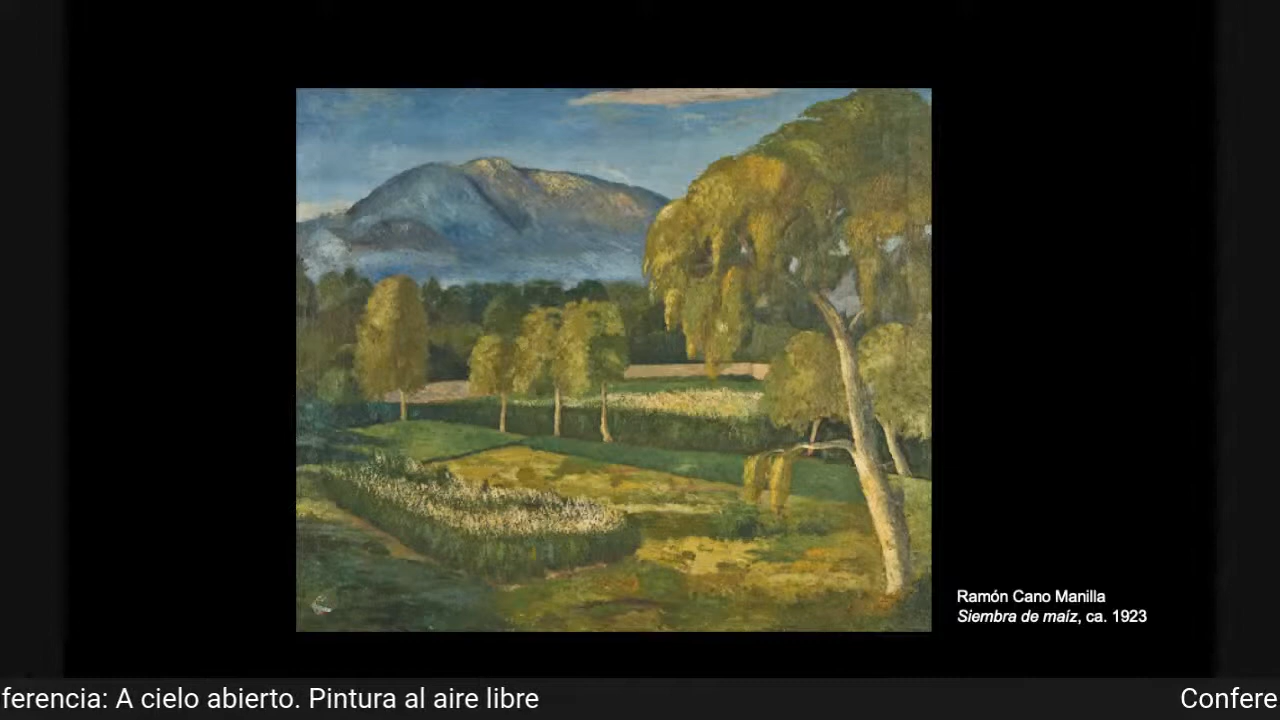 Ramón Cano Manilla
Siembra de maíz, ca. 1923
ferencia: A cielo abierto. Pintura al aire libre
Confere